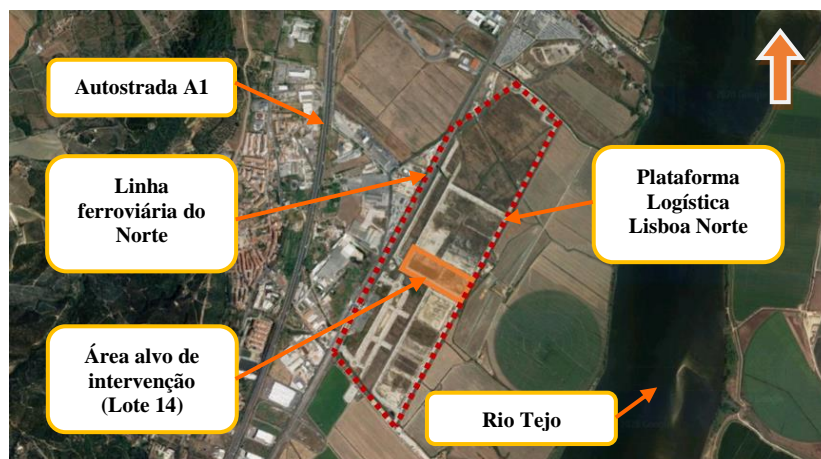 Autostrada A1
Linha
ferroviária do
Norte
Plataforma
Logística
Lisboa Norte
Área alvo de
intervenção
(Lote 14)
Rio Tejo